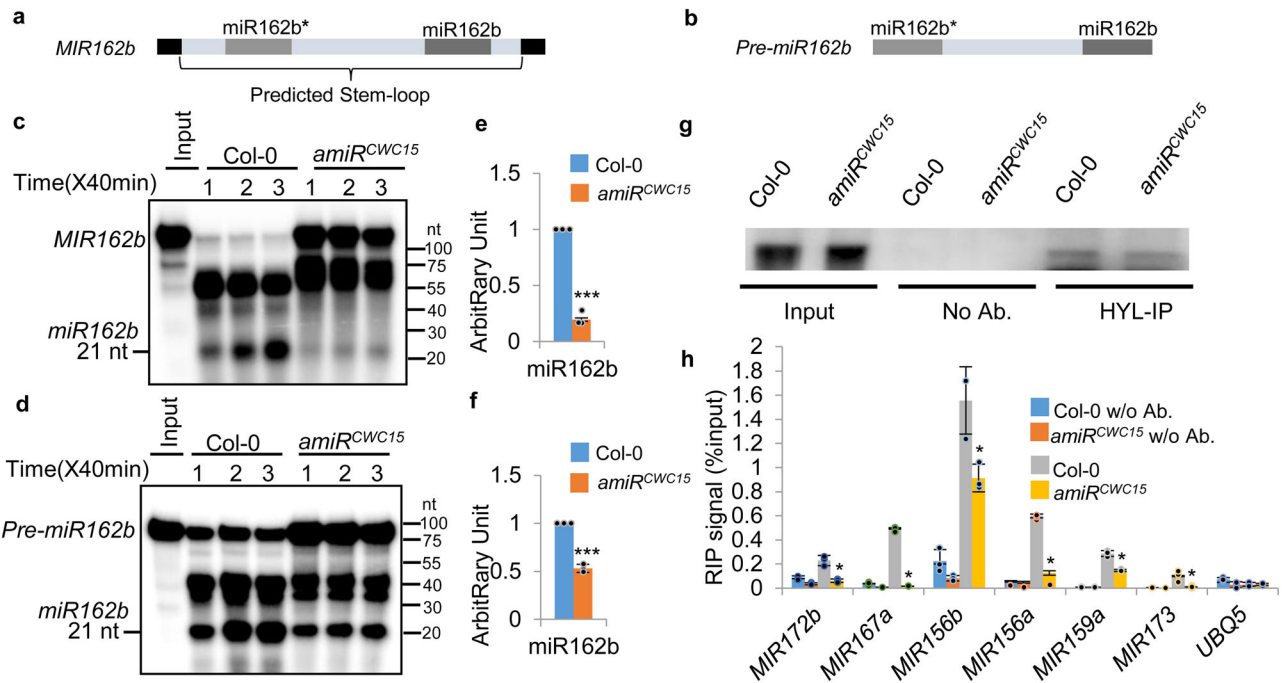 a
miR162b*
miR162b
MIR162b
Predicted Stem-loop
b
miR162b*
miR162b
Pre-miR162b
c
Input
Col-0
amiR^CWC15
Time(X40min)
1 2 3 1 2 3
MIR162b
miR162b
21 nt
nt
100
75
55
40
30
20
d
Input
Col-0
amiR^CWC15
Time(X40min)
1 2 3 1 2 3
Pre-miR162b
miR162b
21 nt
nt
100
75
55
40
30
20
e
Col-0
amiR^CWC15
ArbitRary Unit
1.5
1
0.5
0
***
miR162b
f
Col-0
amiR^CWC15
ArbitRary Unit
1.5
1
0.5
0
***
miR162b
g
Col-0
amiR^CWC15
Col-0
amiR^CWC15
Col-0
amiR^CWC15
Input
No Ab.
HYL-IP
h
RIP signal (%input)
2
1.8
1.6
1.4
1.2
1
0.8
0.6
0.4
0.2
0
Col-0 w/o Ab.
amiR^CWC15 w/o Ab.
Col-0
amiR^CWC15
* * * * * *
MIR172b
MIR167a
MIR156b
MIR156a
MIR159a
MIR173
UBQ5